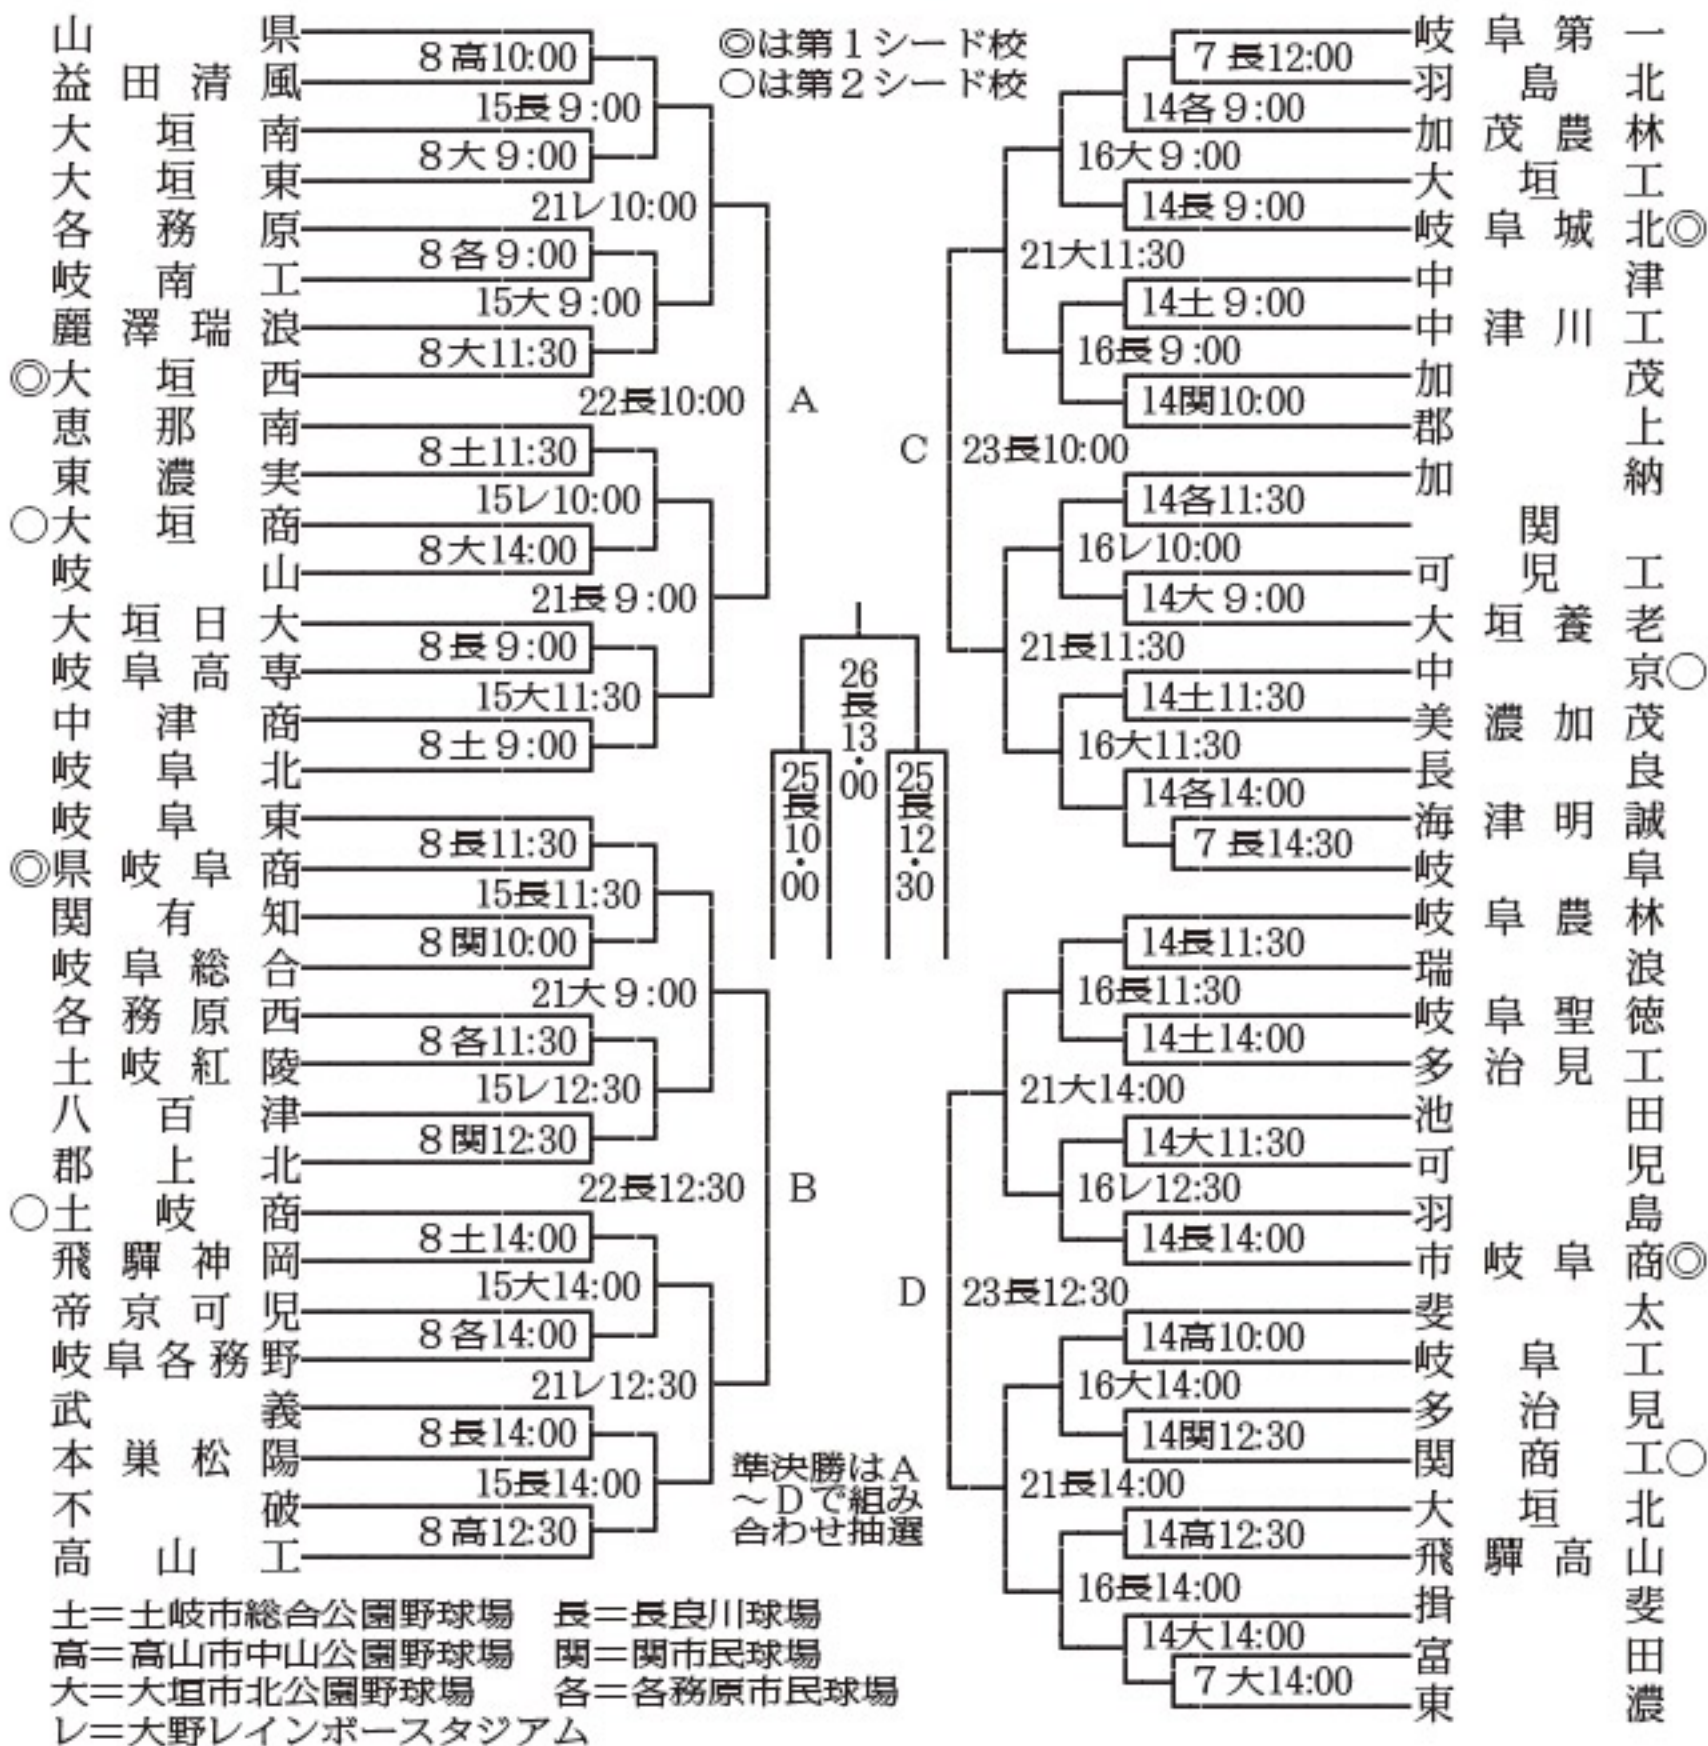 ◎は第1シード校
○は第2シード校
山県
8高10:00
益田清風
15長9:00
大垣南
8大9:00
大垣東
21レ10:00
各務原
8各9:00
岐南工
15大9:00
麗澤瑞浪
8大11:30
◎大垣西
22長10:00
A
恵那南
8土11:30
東濃実
15レ10:00
○大垣商
8大14:00
岐山
21長9:00
大垣日大
8長9:00
岐阜高専
15大11:30
中津商
8土9:00
岐阜北
岐阜東
8長11:30
◎県岐阜商
15長11:30
関有知
8関10:00
岐阜総合
21大9:00
各務原西
8各11:30
土岐紅陵
15レ12:30
八百津
8関12:30
郡上北
22長12:30
B
○土岐商
8土14:00
飛驒神岡
15大14:00
帝京可児
8各14:00
岐阜各務野
21レ12:30
武義
8長14:00
本巣松陽
15長14:00
不破
8高12:30
高山工
26長13・00
25長10・00
25長12・30
岐阜第一
7長12:00
羽島北
14各9:00
加茂農林
16大9:00
大垣工
14長9:00
岐阜城北◎
21大11:30
中津
14土9:00
中津川工
16長9:00
加茂
14関10:00
郡上
C
23長10:00
加納
14各11:30
関
16レ10:00
可児工
14大9:00
大垣養老
21長11:30
中京○
14土11:30
美濃加茂
16大11:30
長良
14各14:00
海津明誠
7長14:30
岐阜
岐阜農林
14長11:30
瑞浪
16長11:30
岐阜聖徳
14土14:00
多治見工
21大14:00
池田
14大11:30
可児
16レ12:30
羽島
14長14:00
市岐阜商◎
D
23長12:30
斐太
14高10:00
岐阜工
16大14:00
多治見
14関12:30
関商工○
21長14:00
大垣北
14高12:30
飛驒高山
16長14:00
揖斐
14大14:00
富田
7大14:00
東濃
準決勝はA
～Dで組み
合わせ抽選
土＝土岐市総合公園野球場　長＝長良川球場
高＝高山市中山公園野球場　関＝関市民球場
大＝大垣市北公園野球場　各＝各務原市民球場
レ＝大野レインボースタジアム